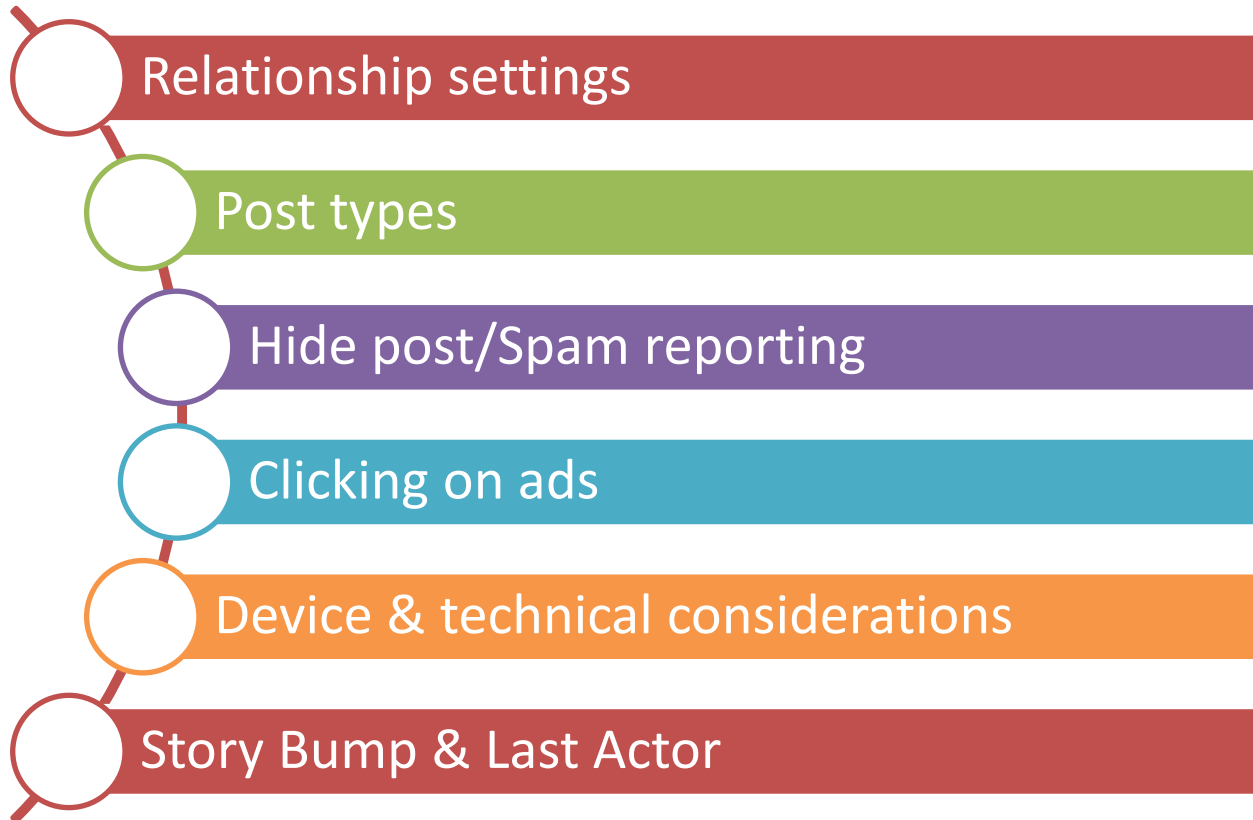 Relationship settings
Post types
Hide post/Spam reporting
Clicking on ads
Device & technical considerations
Story Bump & Last Actor